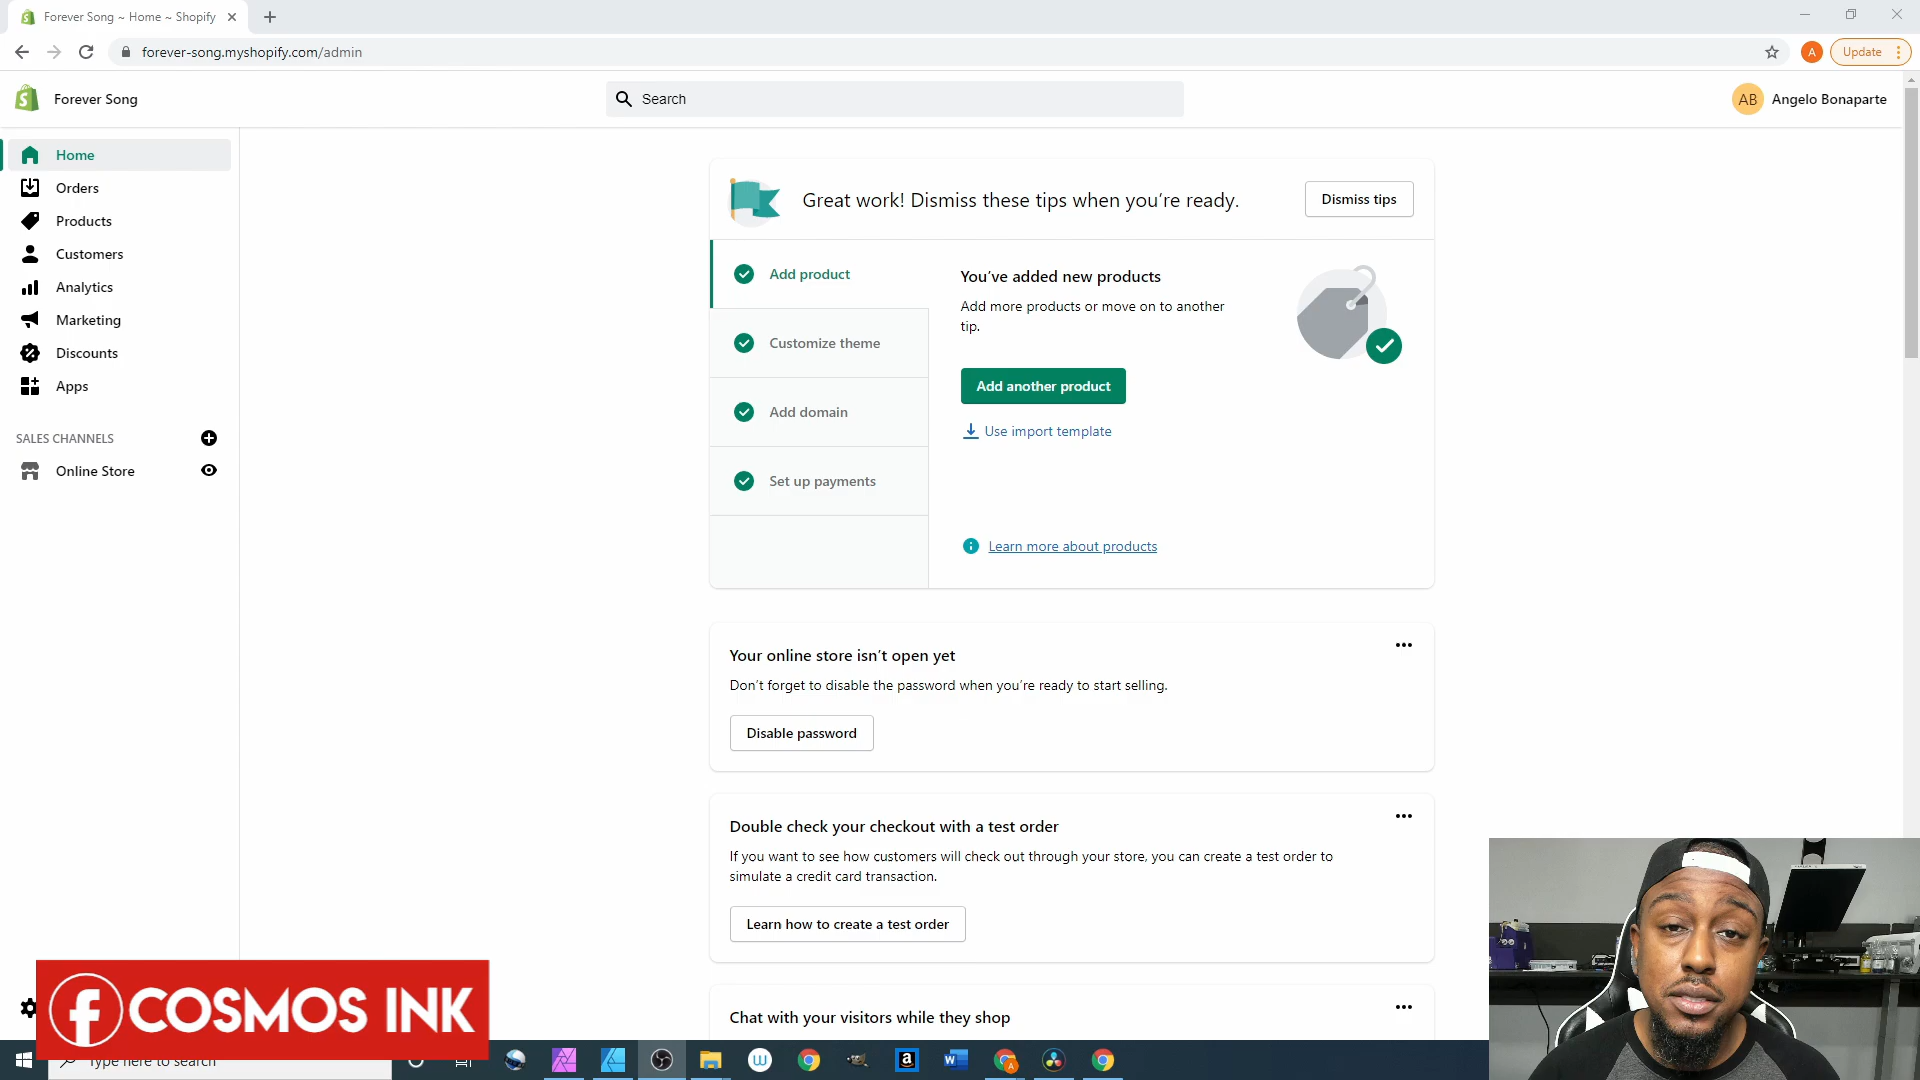 Forever Song ~ Home ~ Shopify
forever-song.myshopify.com/admin
A
Update
Forever Song
Search
AB
Angelo Bonaparte
Home
Orders
Products
Customers
Analytics
Marketing
Discounts
Apps
SALES CHANNELS
Online Store
Great work! Dismiss these tips when you're ready.
Dismiss tips
Add product
Customize theme
Add domain
Set up payments
You've added new products
Add more products or move on to another
tip.
Add another product
Use import template
Learn more about products
Your online store isn't open yet
Don't forget to disable the password when you're ready to start selling.
Disable password
Double check your checkout with a test order
If you want to see how customers will check out through your store, you can create a test order to
simulate a credit card transaction.
Learn how to create a test order
Chat with your visitors while they shop
COSMOS INK
Type here to search